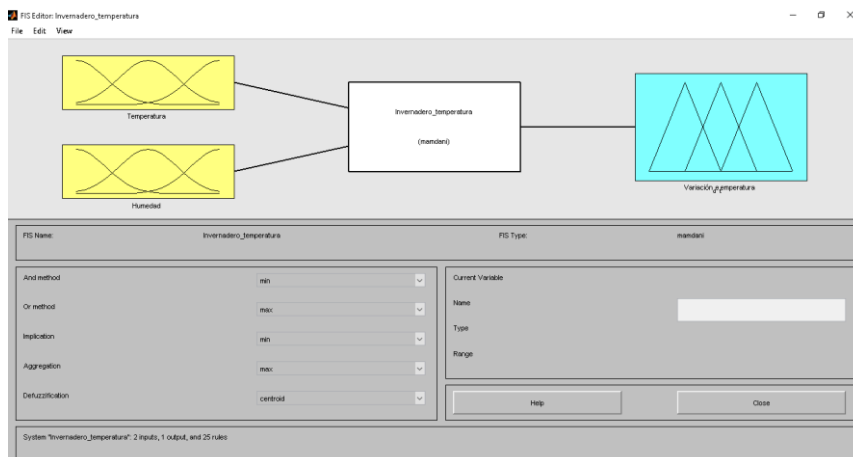 FIS Editor: Invernadero_temperatura
File Edit View
Temperatura
Humedad
Invernadero_temperatura
(mamdani)
FIS Name: Invernadero_temperatura FIS Type: mamdani
And method min
Or method max
Implication min
Aggregation max
Defuzzification centroid
Current Variable
Name
Type
Range
Help Close
System "Invernadero_temperatura": 2 inputs, 1 output, and 25 rules